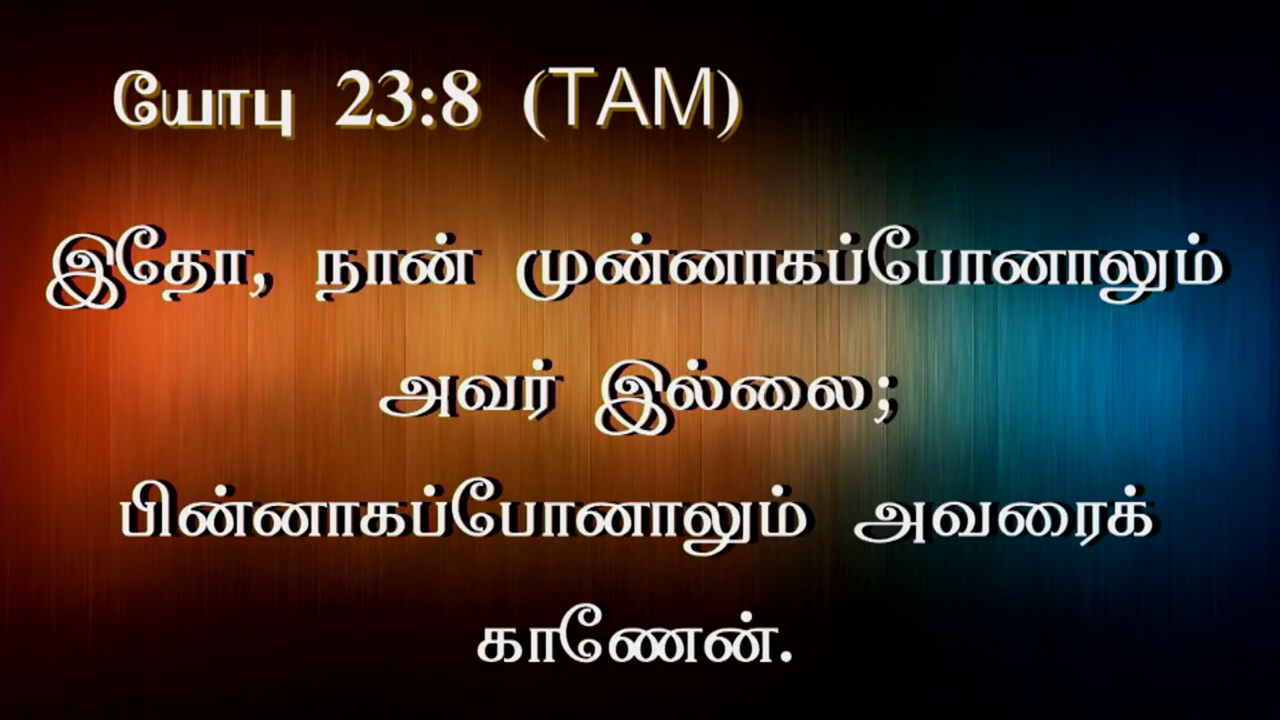 யோபு 23:8 (TAM)
இதோ, நான் முன்னாகப்போனாலும்
அவர் இல்லை;
பின்னாகப்போனாலும் அவரைக்
காணேன்.